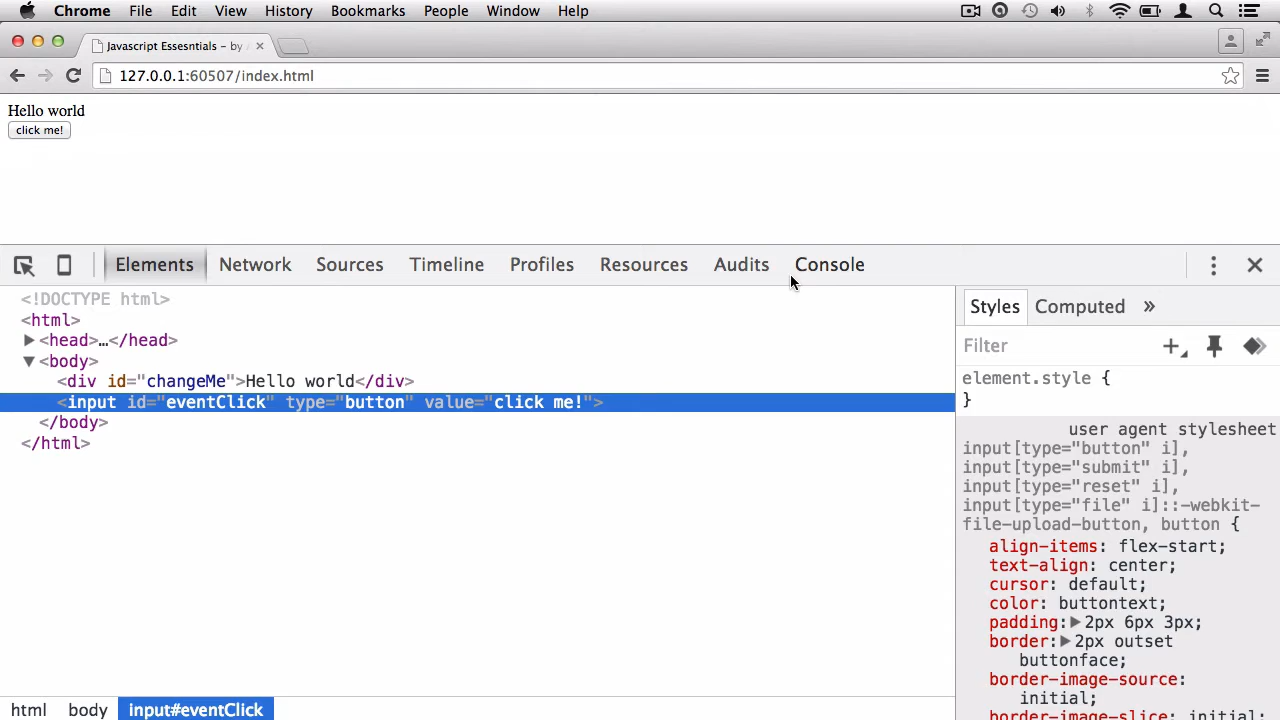 Chrome File Edit View History Bookmarks People Window Help
Javascript Essesntials – by
127.0.0.1:60507/index.html
Hello world
click me!
Elements Network Sources Timeline Profiles Resources Audits Console
<!DOCTYPE html>
<html>
<head>…</head>
<body>
<div id="changeMe">Hello world</div>
<input id="eventClick" type="button" value="click me!">
</body>
</html>
html body input#eventClick
Styles Computed »
Filter
element.style {
}
user agent stylesheet
input[type="button" i],
input[type="submit" i],
input[type="reset" i],
input[type="file" i]::-webkit-
file-upload-button, button {
align-items: flex-start;
text-align: center;
cursor: default;
color: buttontext;
padding: 2px 6px 3px;
border: 2px outset
buttonface;
border-image-source:
initial;
border-image-slice: initial;